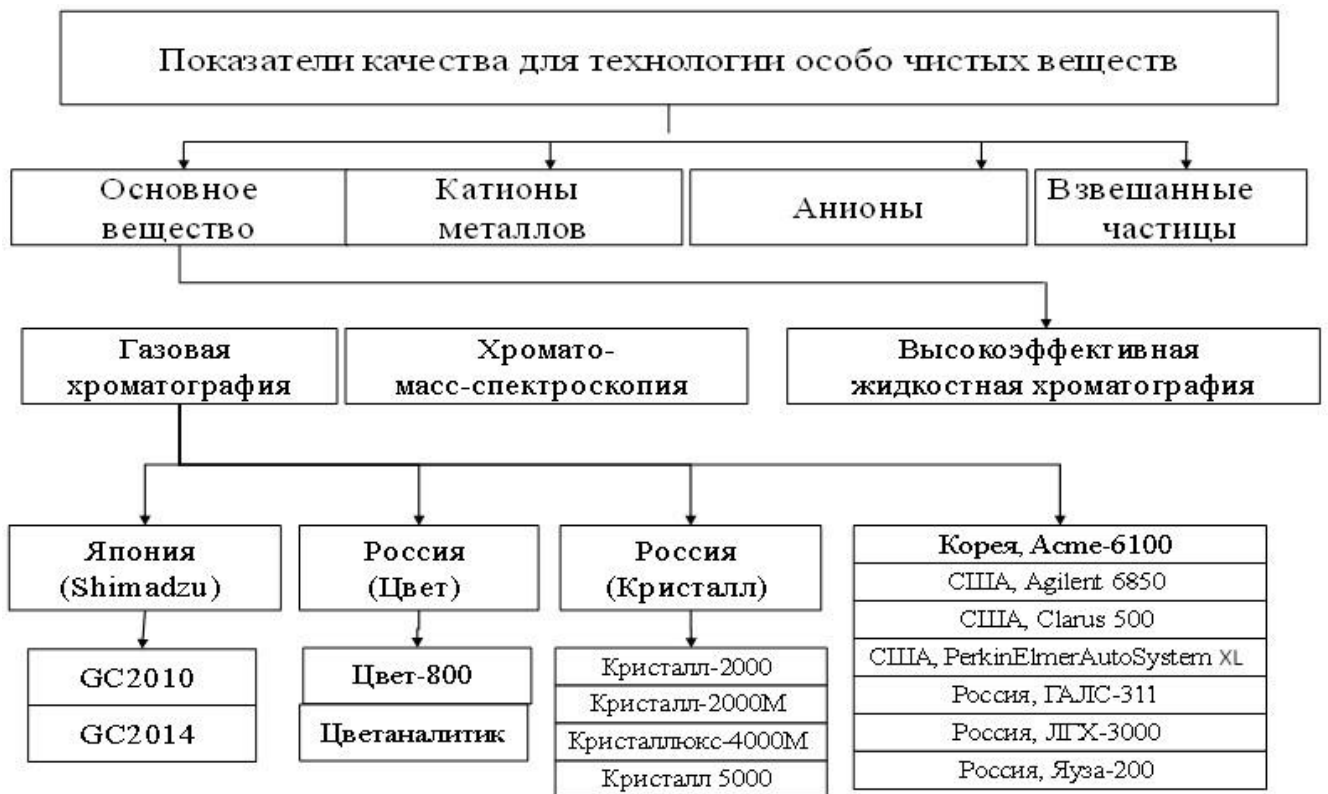 Показатели качества для технологии особо чистых веществ
Основное
вещество
Катионы
металлов
Анионы
Взвешанные
частицы
Газовая
хроматография
Хромато-
масс-спектроскопия
Высокоэффективная
жидкостная хроматография
Япония
(Shimadzu)
Россия
(Цвет)
Россия
(Кристалл)
Корея, Acme-6100
США, Agilent 6850
США, Clarus 500
США, PerkinElmerAutoSystem XL
Россия, ГАЛС-311
Россия, ЛГХ-3000
Россия, Яуза-200
GC2010
GC2014
Цвет-800
Цветаналитик
Кристалл-2000
Кристалл-2000М
Кристаллюкс-4000М
Кристалл 5000